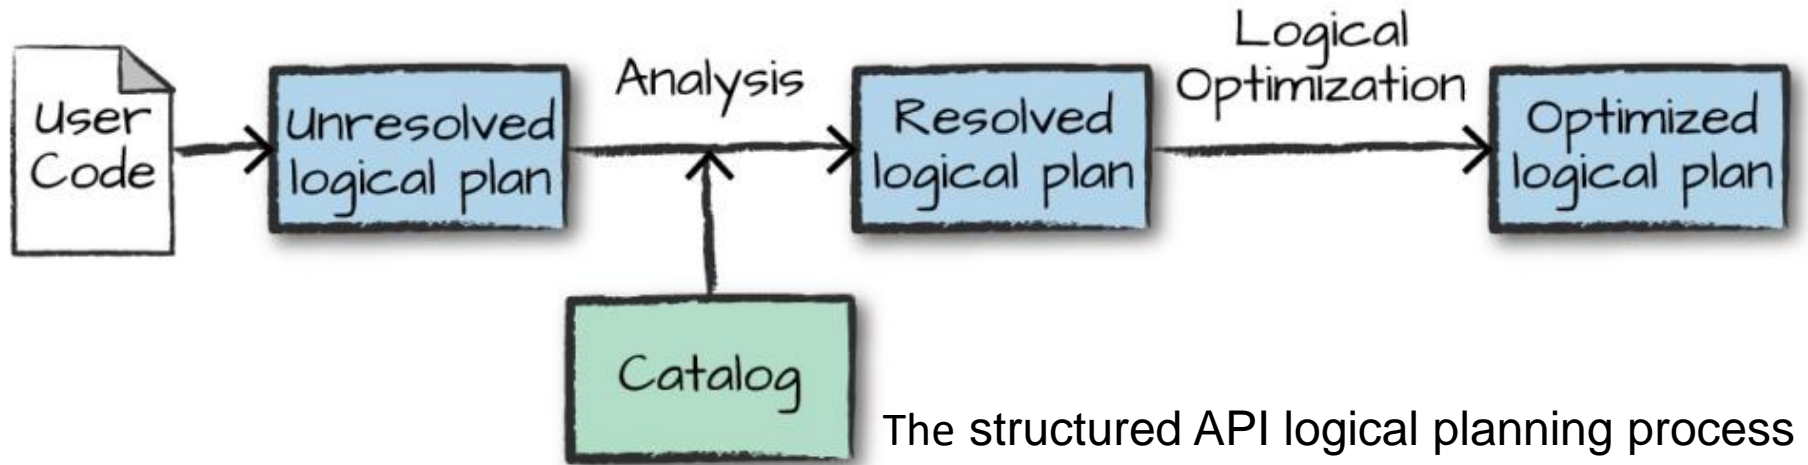 User
Code
Unresolved
logical plan
Analysis
Resolved
logical plan
Logical
Optimization
Optimized
logical plan
Catalog
The structured API logical planning process